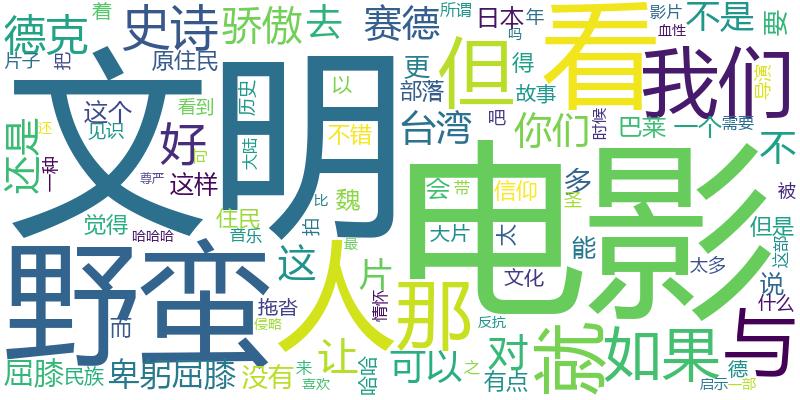 德克
着
史诗
骄傲
去
赛德
所谓
日本
年
影片
不是
要
片子
把
原住民
吗
血性
文明
但
看
我们
更
得
导演
部落
故事
还是
这个
见识
看到
历史
以
好
不错
台湾
你们
吧
时候
巴莱
一个
需要
不
一种
司
大陆
还
尊严
这样
魏
会
带
信仰
多
圣
被
电影
觉得
住民
拍
比
哈哈哈
音乐
最
大片
太
能
但是
这部
野蛮
人
这
片
那
文化
太多
说
拖沓
情怀
而
侵略
反抗
就
什么
与
让
对
如果
屈膝
民族
卑躬屈膝
没有
来
喜欢
哈哈
可以
之
有点
德
启示
一部